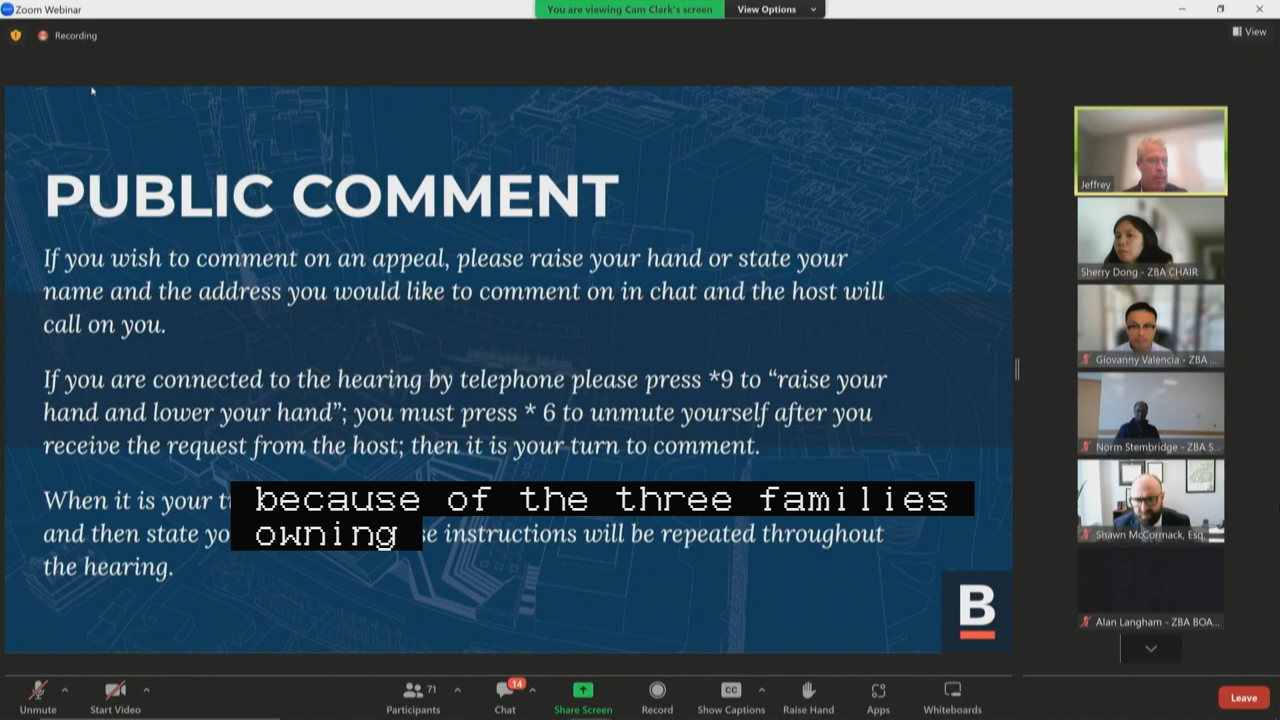 Zoom Webinar
You are viewing Cam Clark's screen
View Options
Recording
View
PUBLIC COMMENT
If you wish to comment on an appeal, please raise your hand or state your
name and the address you would like to comment on in chat and the host will
call on you.
If you are connected to the hearing by telephone please press *9 to “raise your
hand and lower your hand”; you must press * 6 to unmute yourself after you
receive the request from the host; then it is your turn to comment.
When it is your
because of the three families
owning
and then state
instructions will be repeated throughout
the hearing.
B
Jeffrey
Sherry Dong - ZBA CHAIR
Giovanny Valencia - ZBA ...
Norm Stembridge - ZBA S...
Shawn McCormack, Esq.
Alan Langham - ZBA BOA...
Unmute
Start Video
71
Participants
14
Chat
Share Screen
Record
CC
Show Captions
Raise Hand
Apps
Whiteboards
Leave